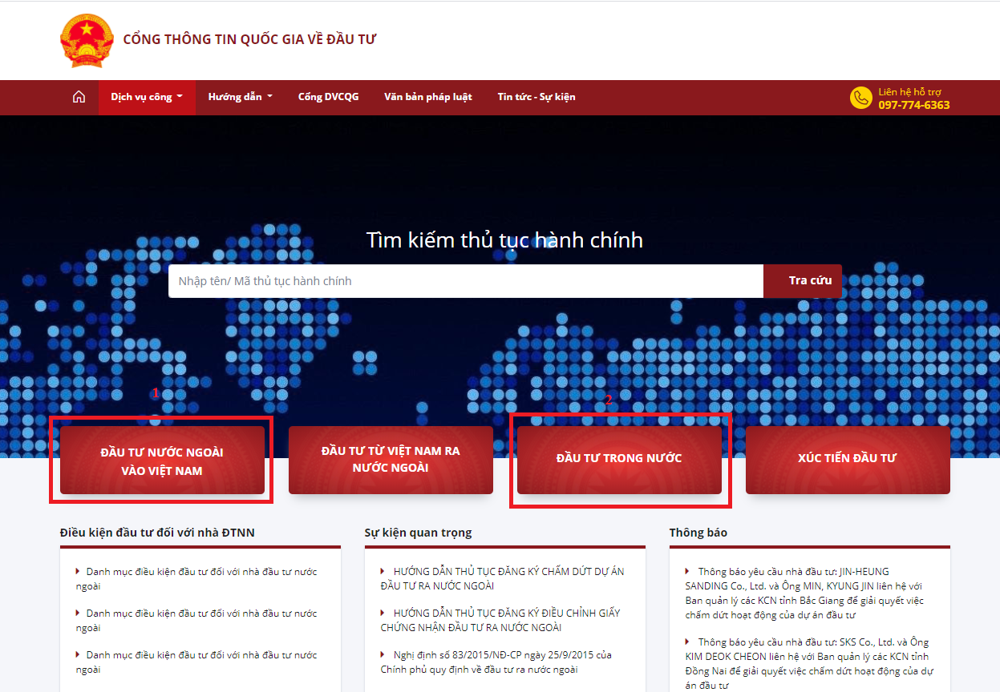 CỔNG THÔNG TIN QUỐC GIA VỀ ĐẦU TƯ
Dịch vụ công
Hướng dẫn
Cổng DVCQG
Văn bản pháp luật
Tin tức - Sự kiện
Liên hệ hỗ trợ
097-774-6363
Tìm kiếm thủ tục hành chính
Nhập tên/ Mã thủ tục hành chính
Tra cứu
1
2
ĐẦU TƯ NƯỚC NGOÀI
VÀO VIỆT NAM
ĐẦU TƯ TỪ VIỆT NAM RA
NƯỚC NGOÀI
ĐẦU TƯ TRONG NƯỚC
XÚC TIẾN ĐẦU TƯ
Điều kiện đầu tư đối với nhà ĐTNN
Danh mục điều kiện đầu tư đối với nhà đầu tư nước
ngoài
Danh mục điều kiện đầu tư đối với nhà đầu tư nước
ngoài
Danh mục điều kiện đầu tư đối với nhà đầu tư nước
ngoài
Sự kiện quan trọng
HƯỚNG DẪN THỦ TỤC ĐĂNG KÝ CHẤM DỨT DỰ ÁN
ĐẦU TƯ RA NƯỚC NGOÀI
HƯỚNG DẪN THỦ TỤC ĐĂNG KÝ ĐIỀU CHỈNH GIẤY
CHỨNG NHẬN ĐẦU TƯ RA NƯỚC NGOÀI
Nghị định số 83/2015/NĐ-CP ngày 25/9/2015 của
Chính phủ quy định về đầu tư ra nước ngoài
Thông báo
Thông báo yêu cầu nhà đầu tư: JIN-HEUNG
SANDING Co., Ltd. và Ông MIN, KYUNG JIN liên hệ với
Ban quản lý các KCN tỉnh Bắc Giang để giải quyết việc
chấm dứt hoạt động của dự án đầu tư
Thông báo yêu cầu nhà đầu tư: SKS Co., Ltd. và Ông
KIM DEOK CHEON liên hệ với Ban quản lý các KCN tỉnh
Đồng Nai để giải quyết việc chấm dứt hoạt động của dự
án đầu tư